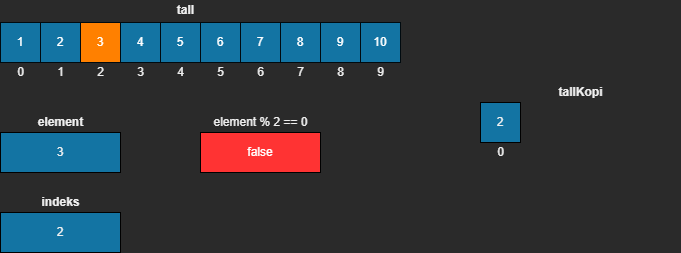 tall
1 2 3 4 5 6 7 8 9 10
0 1 2 3 4 5 6 7 8 9
tallKopi
2
0
element
3
element % 2 == 0
false
indeks
2